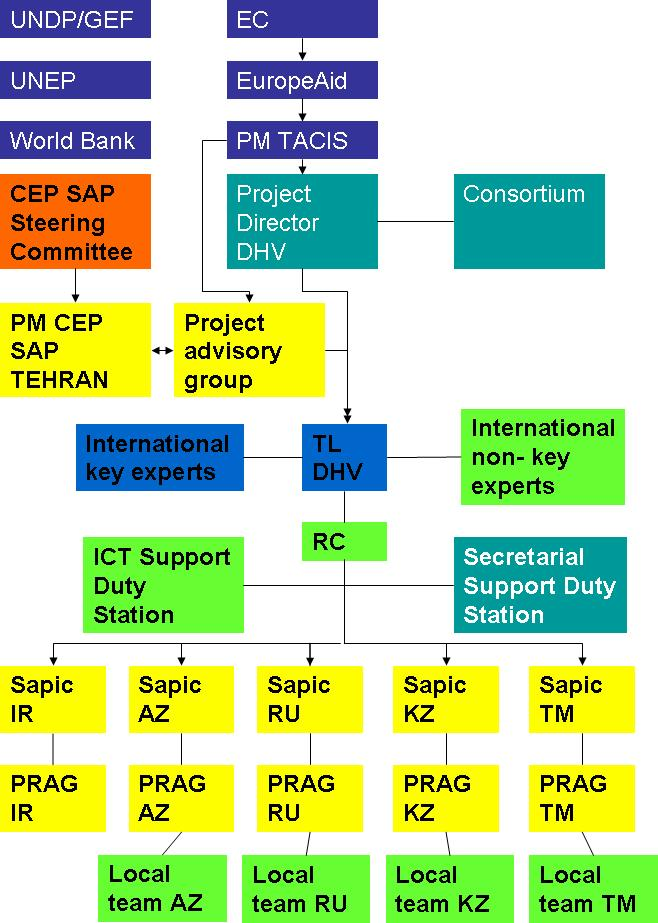 UNDP/GEF
EC
UNEP
EuropeAid
World Bank
PM TACIS
CEP SAP
Steering
Committee
Project
Director
DHV
Consortium
PM CEP
SAP
TEHRAN
Project
advisory
group
International
key experts
TL
DHV
International
non- key
experts
RC
ICT Support
Duty
Station
Secretarial
Support Duty
Station
Sapic
IR
Sapic
AZ
Sapic
RU
Sapic
KZ
Sapic
TM
PRAG
IR
PRAG
AZ
PRAG
RU
PRAG
KZ
PRAG
TM
Local
team AZ
Local
team RU
Local
team KZ
Local
team TM